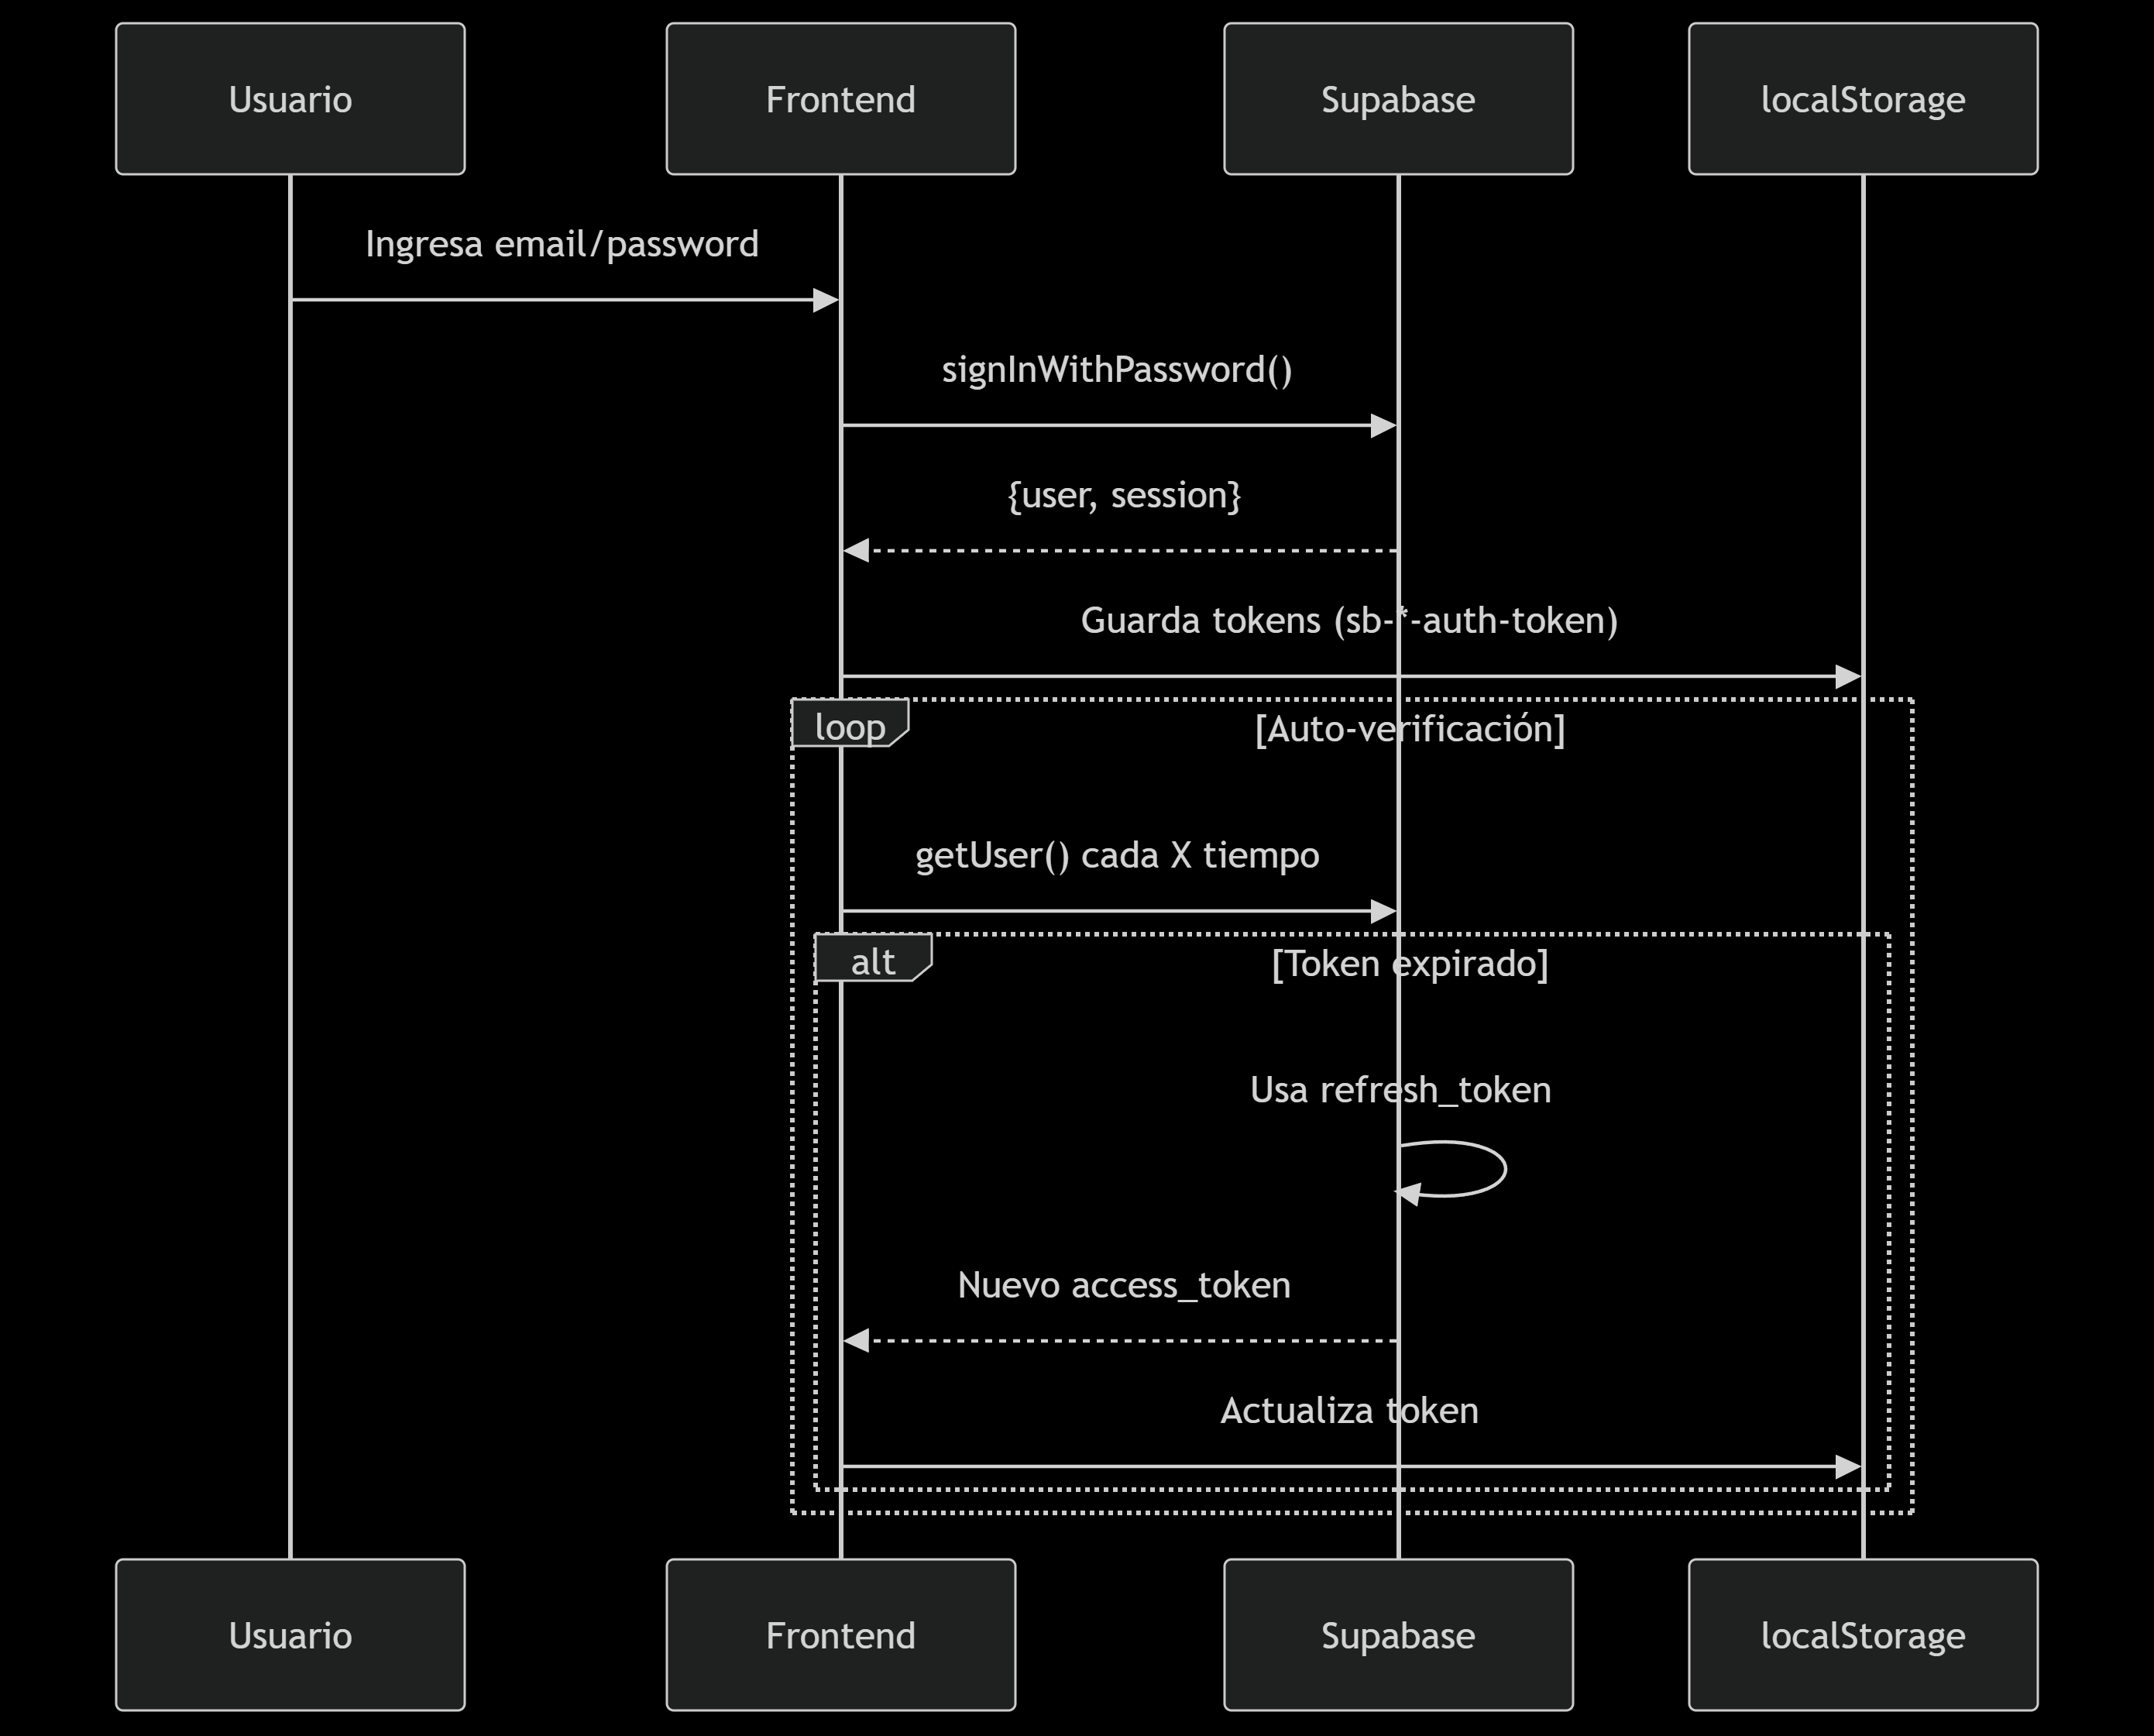 Usuario
Frontend
Supabase
localStorage
Ingresa email/password
signInWithPassword()
{user, session}
Guarda tokens (sb-*-auth-token)
loop
[Auto-verificación]
getUser() cada X tiempo
alt
[Token expirado]
Usa refresh_token
Nuevo access_token
Actualiza token
Usuario
Frontend
Supabase
localStorage